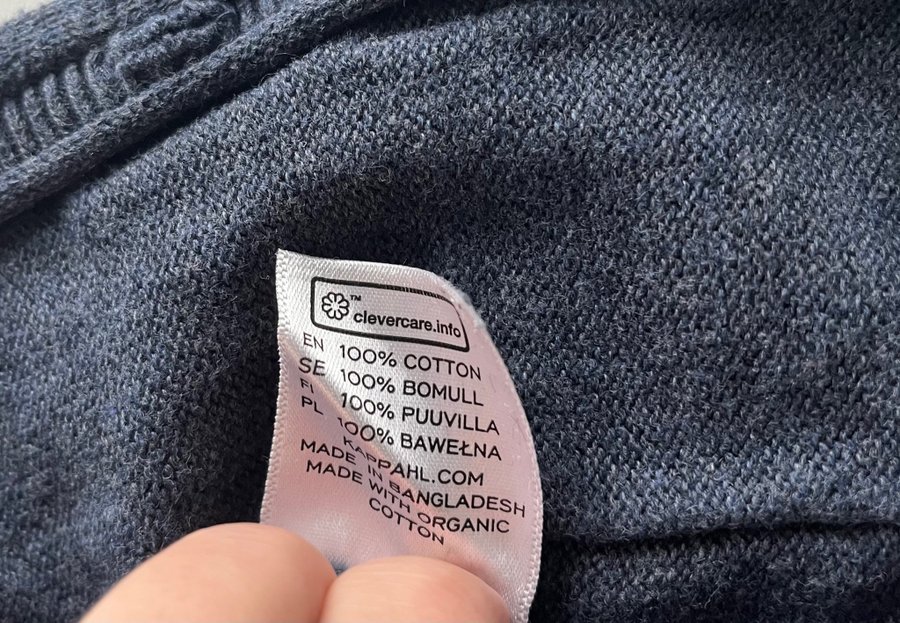 clevercare.info™
EN 100% COTTON
SE 100% BOMULL
FI 100% PUUVILLA
PL 100% BAWEŁNA
KAPPAHL.COM
MADE IN BANGLADESH
MADE WITH ORGANIC
COTTON